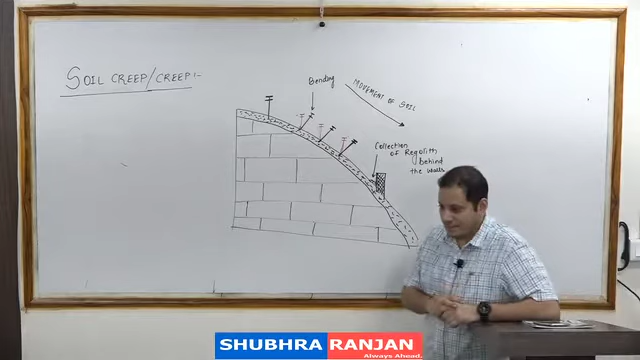 SOIL CREEP/CREEP:-
Bending
MOVEMENT OF SOIL
Collection
of Regolith
behind
the walls
SHUBHRA RANJAN
Always Ahead.